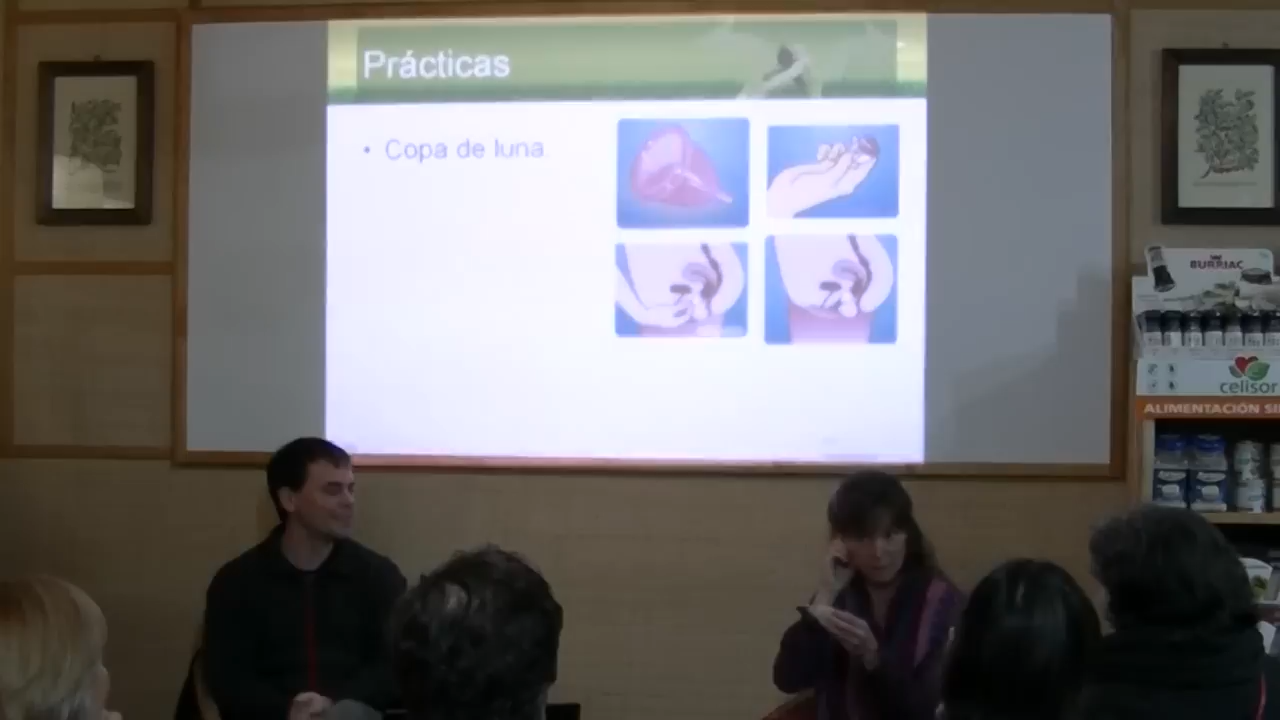 Prácticas
• Copa de luna
BURRIAC
celisor
ALIMENTACIÓN SI